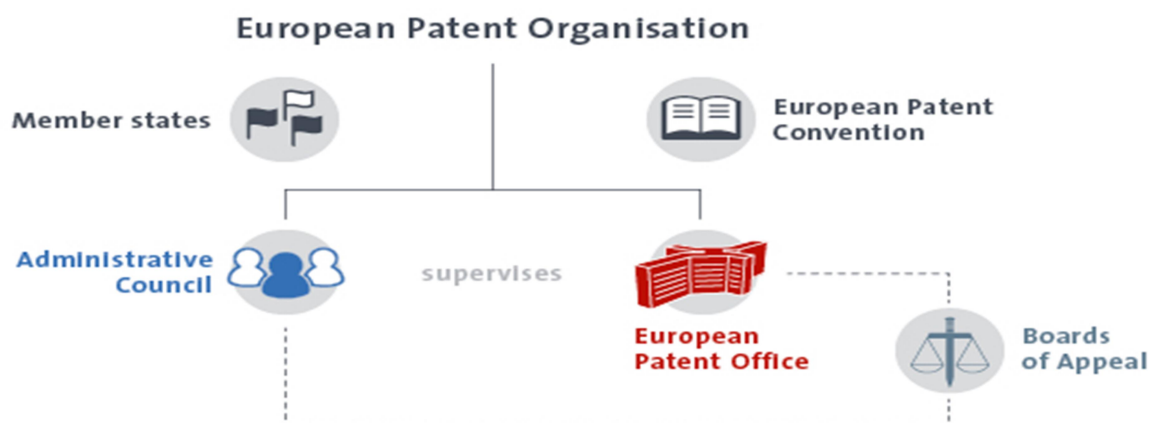 European Patent Organisation
Member states
European Patent
Convention
Administrative
Council
supervises
European
Patent Office
Boards
of Appeal